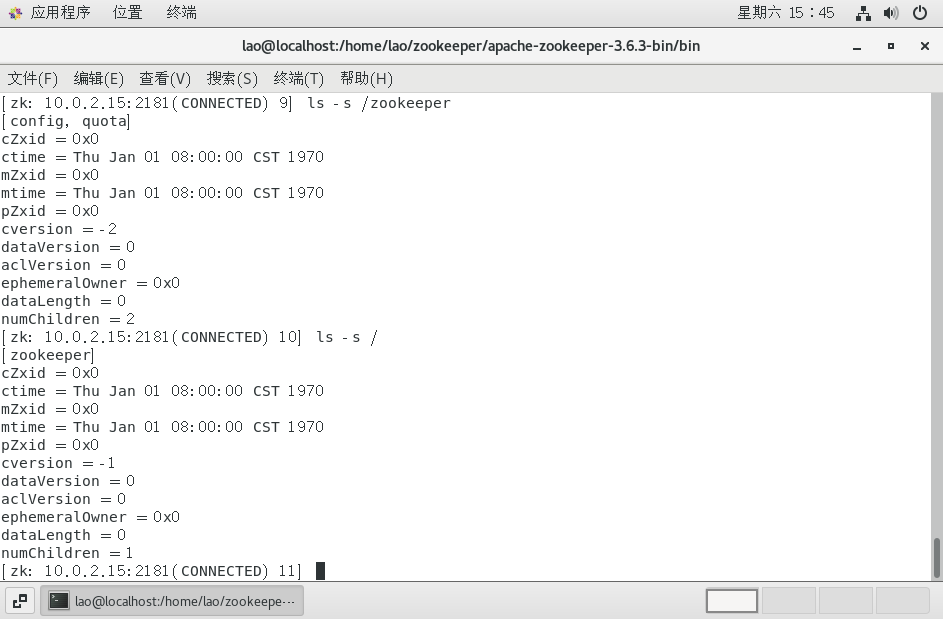 应用程序 位置 终端 星期六 15：45
lao@localhost:/home/lao/zookeeper/apache-zookeeper-3.6.3-bin/bin
文件(F) 编辑(E) 查看(V) 搜索(S) 终端(T) 帮助(H)
[zk: 10.0.2.15:2181(CONNECTED) 9] ls -s /zookeeper
[config, quota]
cZxid = 0x0
ctime = Thu Jan 01 08:00:00 CST 1970
mZxid = 0x0
mtime = Thu Jan 01 08:00:00 CST 1970
pZxid = 0x0
cversion = -2
dataVersion = 0
aclVersion = 0
ephemeralOwner = 0x0
dataLength = 0
numChildren = 2
[zk: 10.0.2.15:2181(CONNECTED) 10] ls -s /
[zookeeper]
cZxid = 0x0
ctime = Thu Jan 01 08:00:00 CST 1970
mZxid = 0x0
mtime = Thu Jan 01 08:00:00 CST 1970
pZxid = 0x0
cversion = -1
dataVersion = 0
aclVersion = 0
ephemeralOwner = 0x0
dataLength = 0
numChildren = 1
[zk: 10.0.2.15:2181(CONNECTED) 11]
lao@localhost:/home/lao/zookeepe···